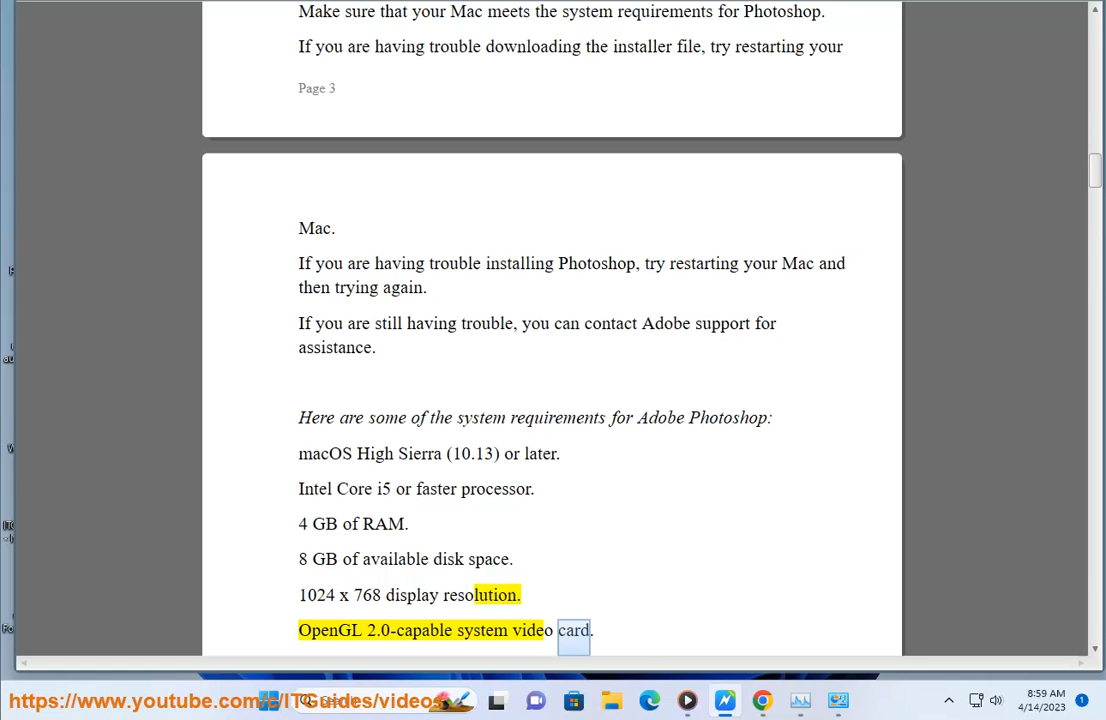 Make sure that your Mac meets the system requirements for Photoshop.
If you are having trouble downloading the installer file, try restarting your
Page 3
Mac.
If you are having trouble installing Photoshop, try restarting your Mac and
then trying again.
If you are still having trouble, you can contact Adobe support for
assistance.
Here are some of the system requirements for Adobe Photoshop:
macOS High Sierra (10.13) or later.
Intel Core i5 or faster processor.
4 GB of RAM.
8 GB of available disk space.
1024 x 768 display resolution.
OpenGL 2.0-capable system video card.
https://www.youtube.com/c/ITGuides/videos
8:59 AM
4/14/2023
1